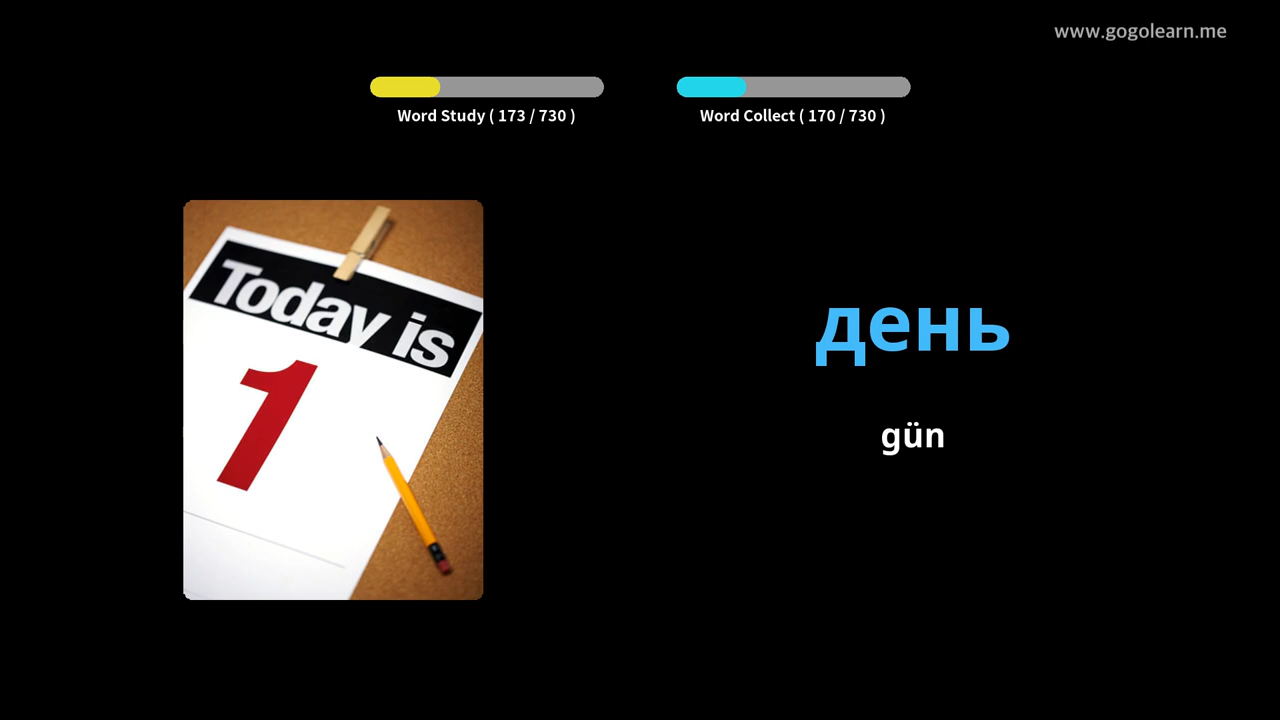 www.gogolearn.me
Word Study ( 173 / 730 )
Word Collect ( 170 / 730 )
Today is
1
день
gün